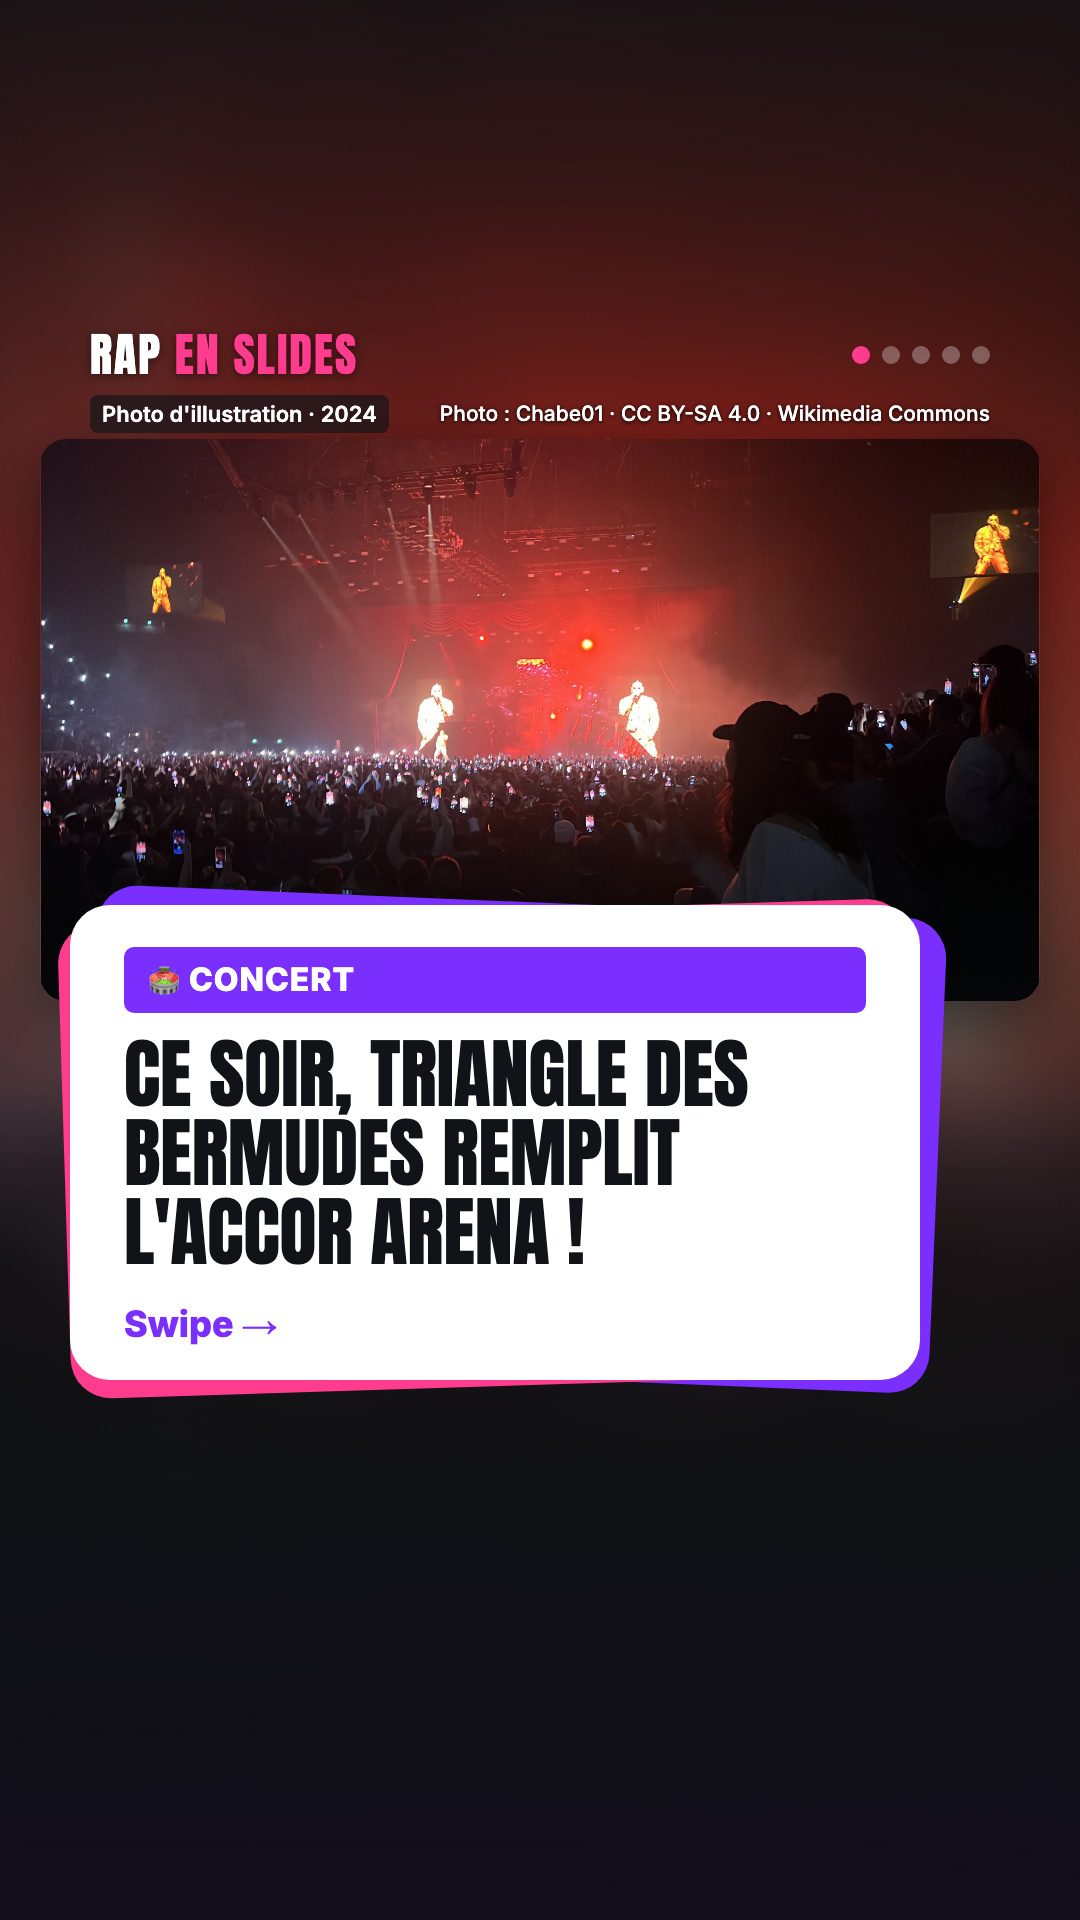 RAP EN SLIDES
Photo d'illustration · 2024
Photo : Chabe01 · CC BY-SA 4.0 · Wikimedia Commons
🏟️ CONCERT
CE SOIR, TRIANGLE DES
BERMUDES REMPLIT
L'ACCOR ARENA !
Swipe →